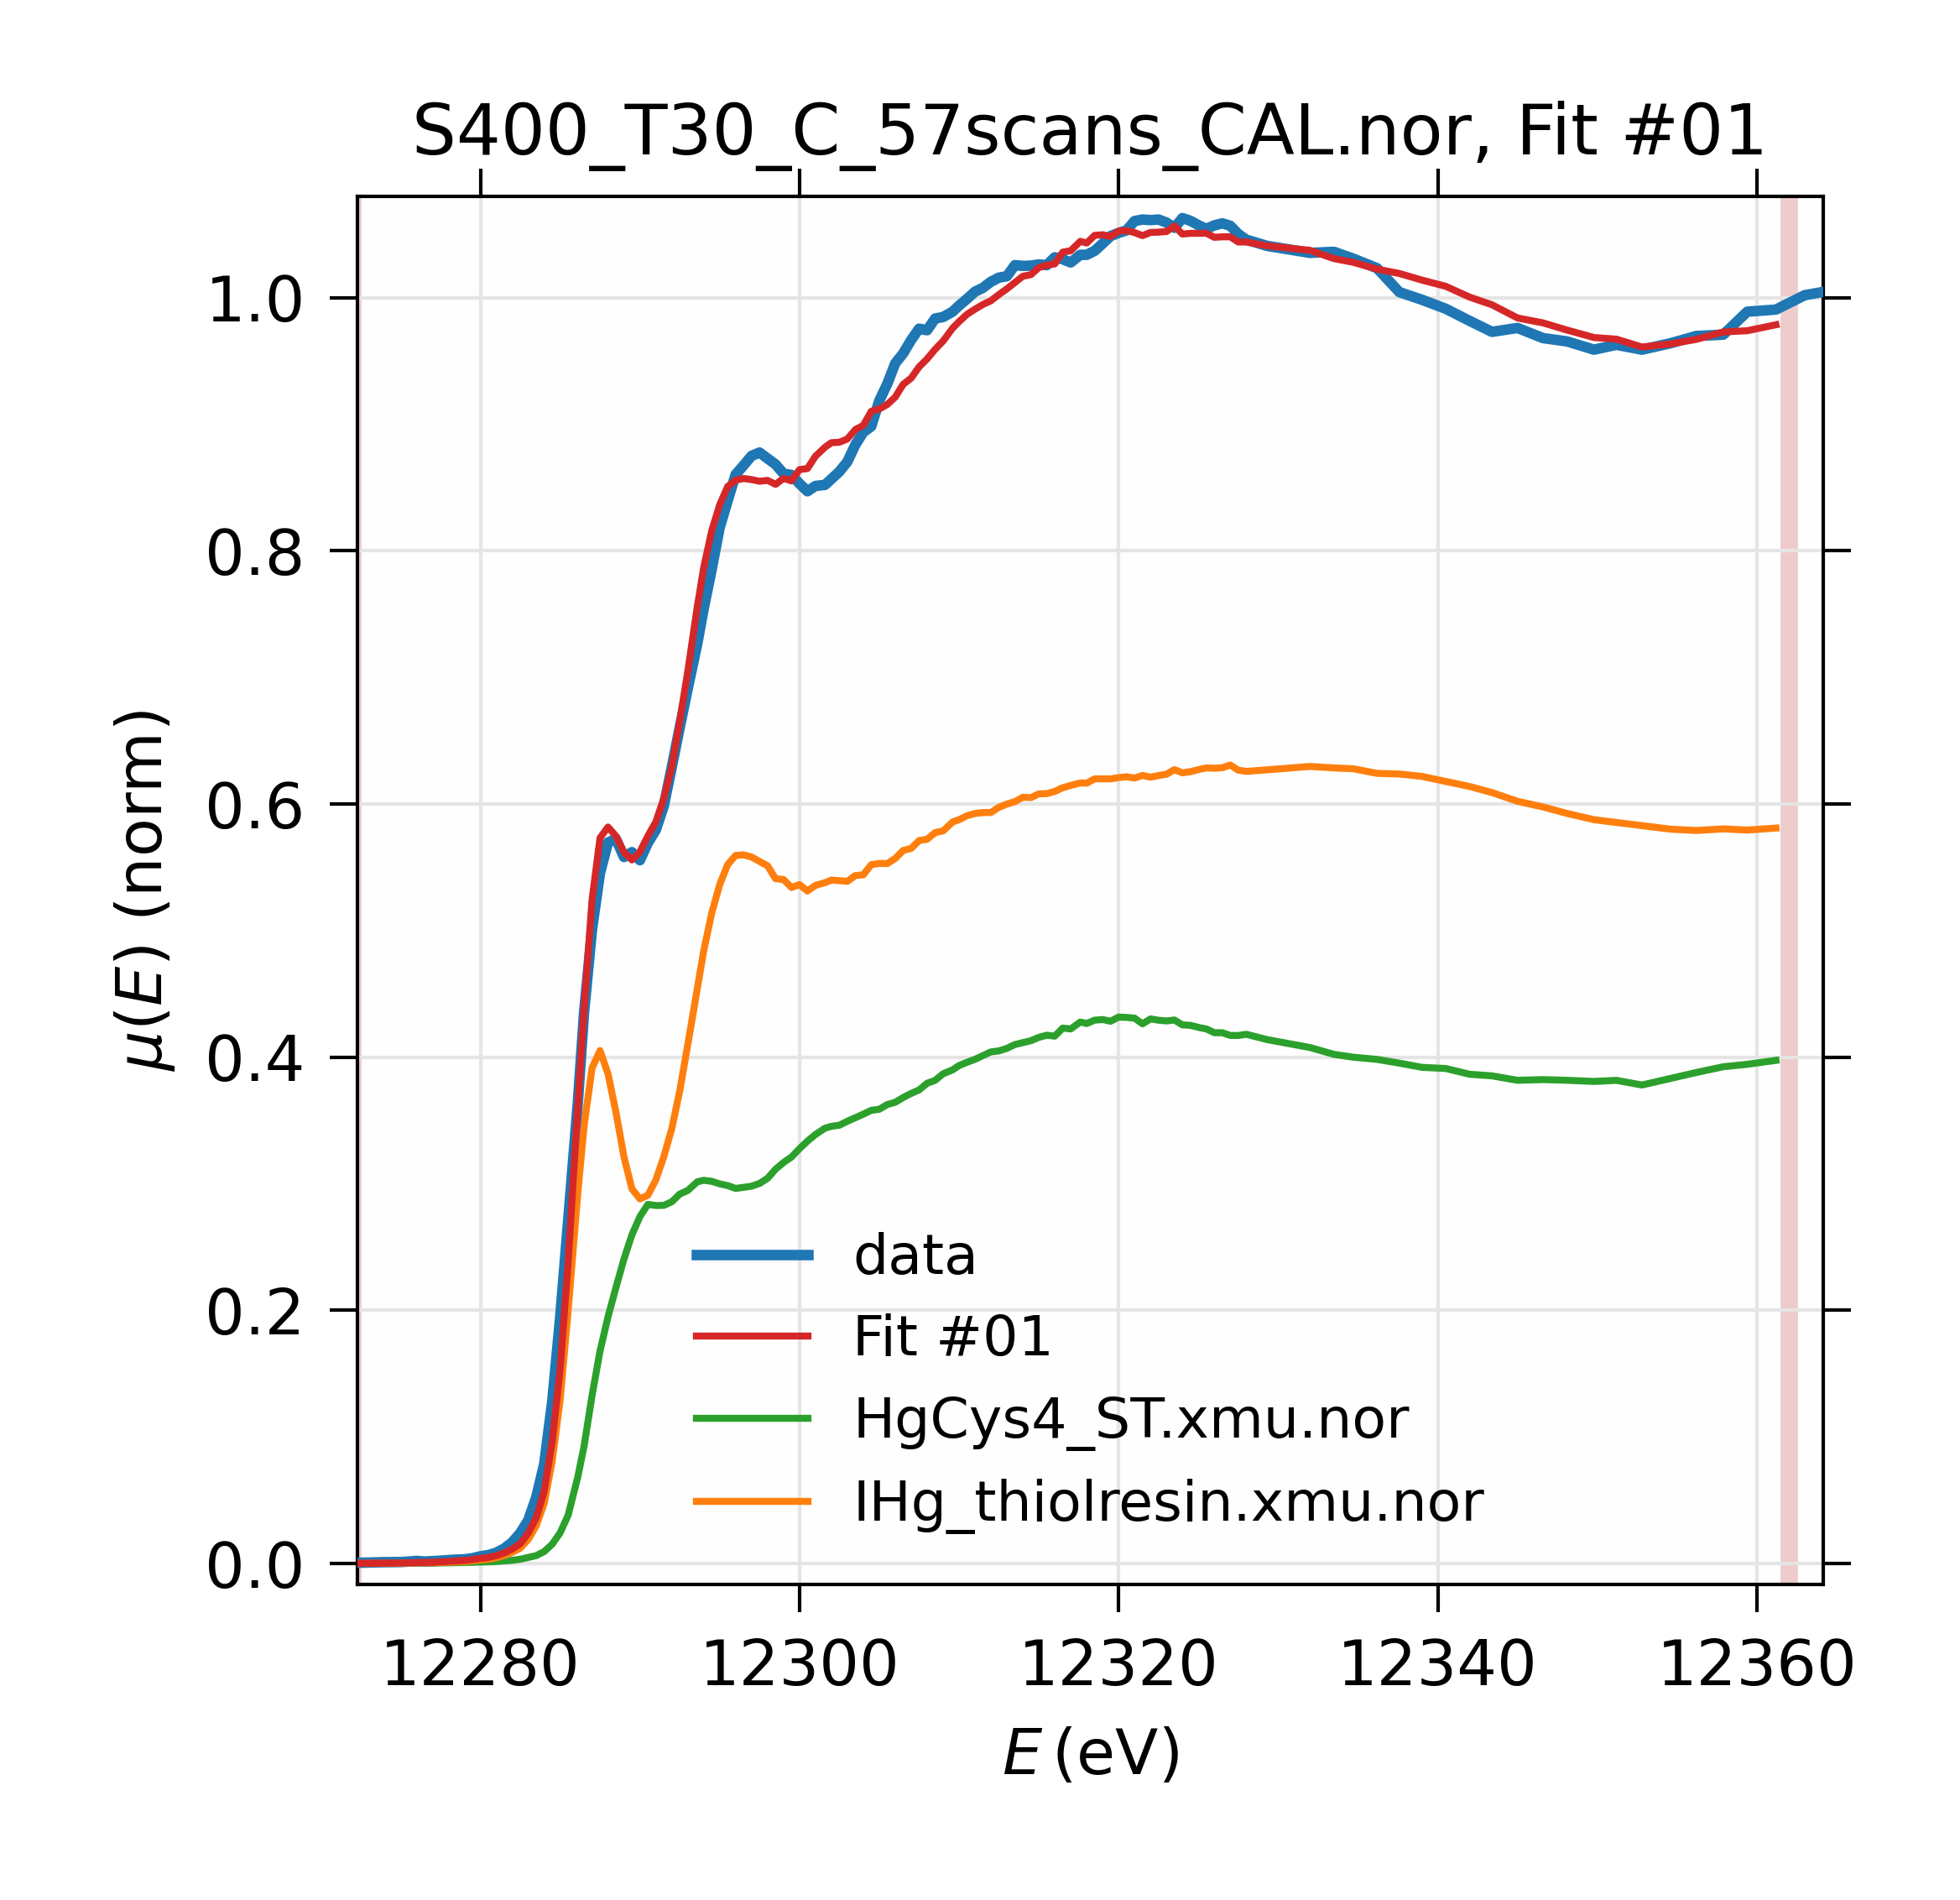 S400_T30_C_57scans_CAL.nor, Fit #01
μ(E) (norm)
1.0
0.8
0.6
0.4
0.2
0.0
data
Fit #01
HgCys4_ST.xmu.nor
IHg_thiolresin.xmu.nor
12280 12300 12320 12340 12360
E (eV)